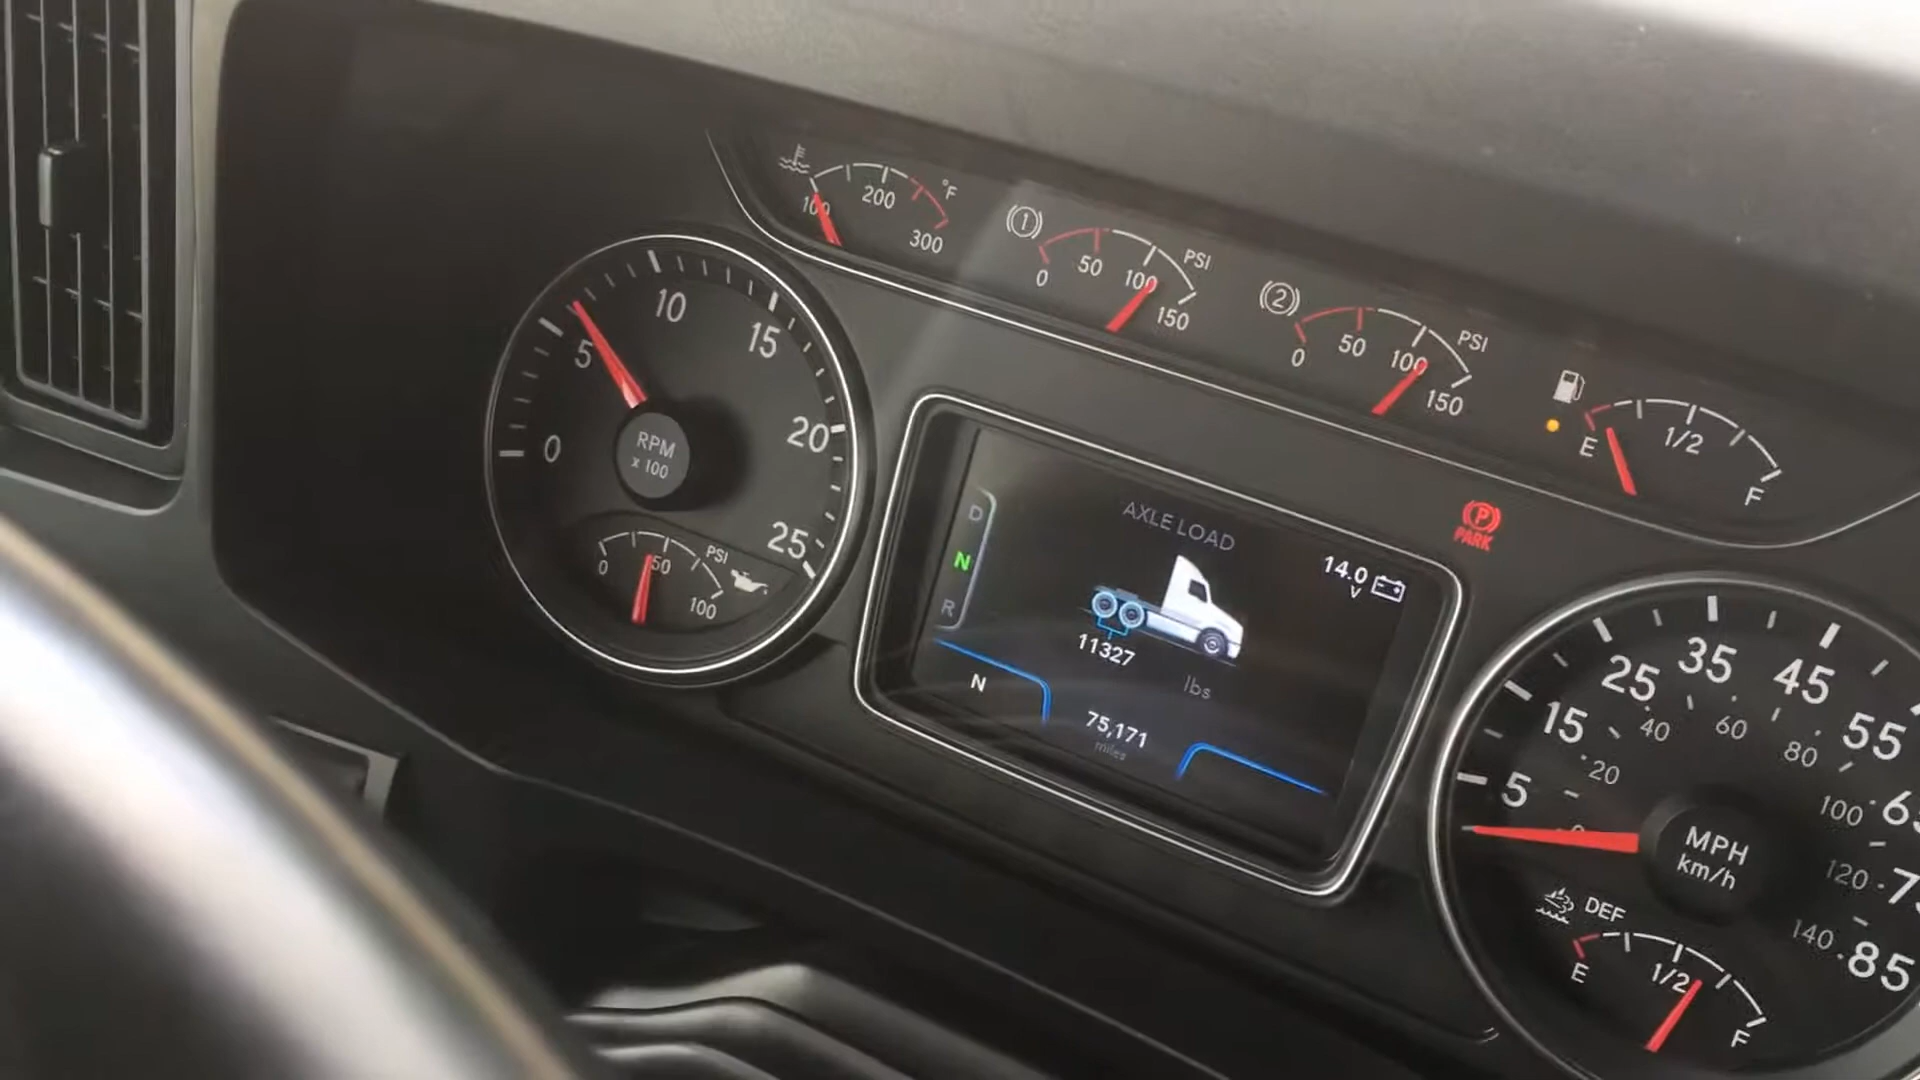 100
200
300
°F
1
0
50
100
150
PSI
2
0
50
100
150
PSI
E
1/2
F
0
5
10
15
20
25
RPM
x 100
0
50
100
PSI
D
N
R
AXLE LOAD
14.0
V
11327
lbs
N
75,171
miles
P
PARK
5
15
25
35
45
55
85
0
20
40
60
80
100
120
140
MPH
km/h
DEF
E
1/2
F